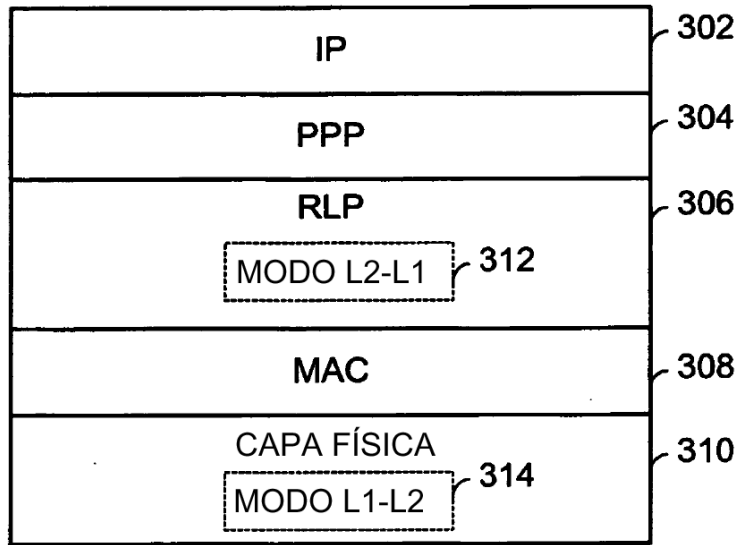 IP
302
PPP
304
RLP
306
MODO L2-L1
312
MAC
308
CAPA FÍSICA
310
MODO L1-L2
314